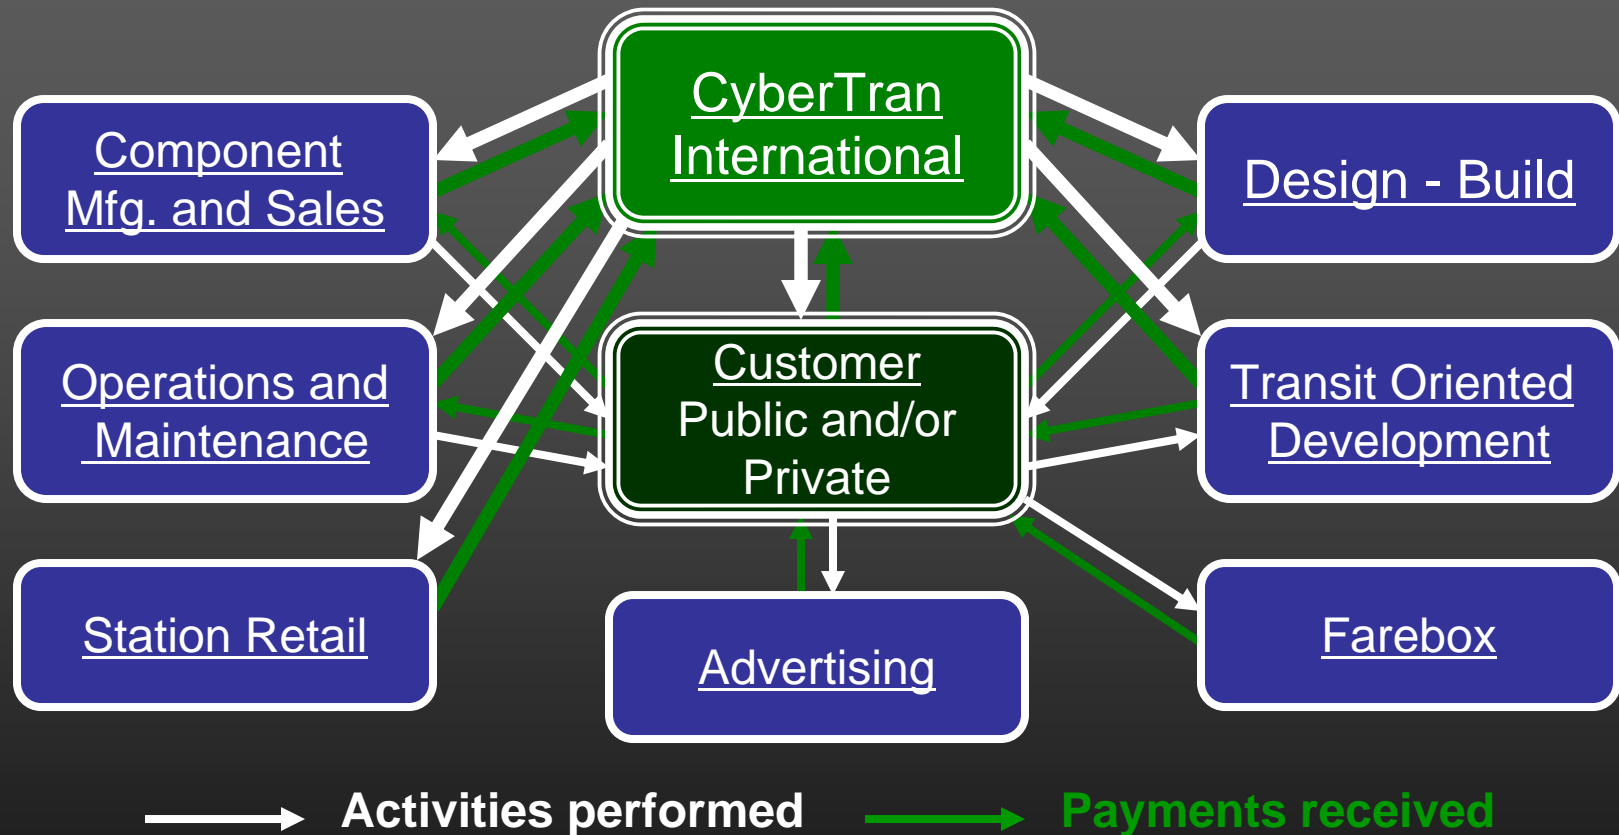 CyberTran
International
Component
Mfg. and Sales
Design - Build
Operations and
Maintenance
Customer
Public and/or
Private
Transit Oriented
Development
Station Retail
Advertising
Farebox
Activities performed
Payments received